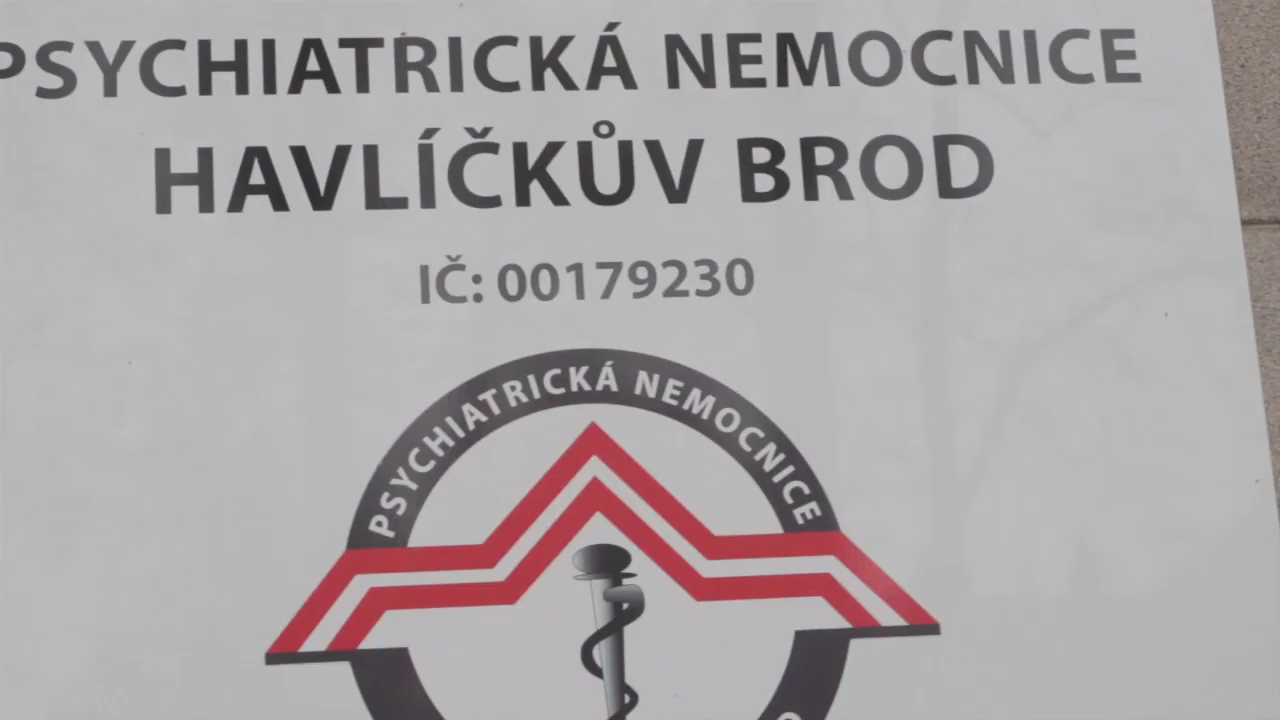 PSYCHIATRICKÁ NEMOCNICE
HAVLÍČKŮV BROD
IČ: 00179230
PSYCHIATRICKÁ NEMOCNICE